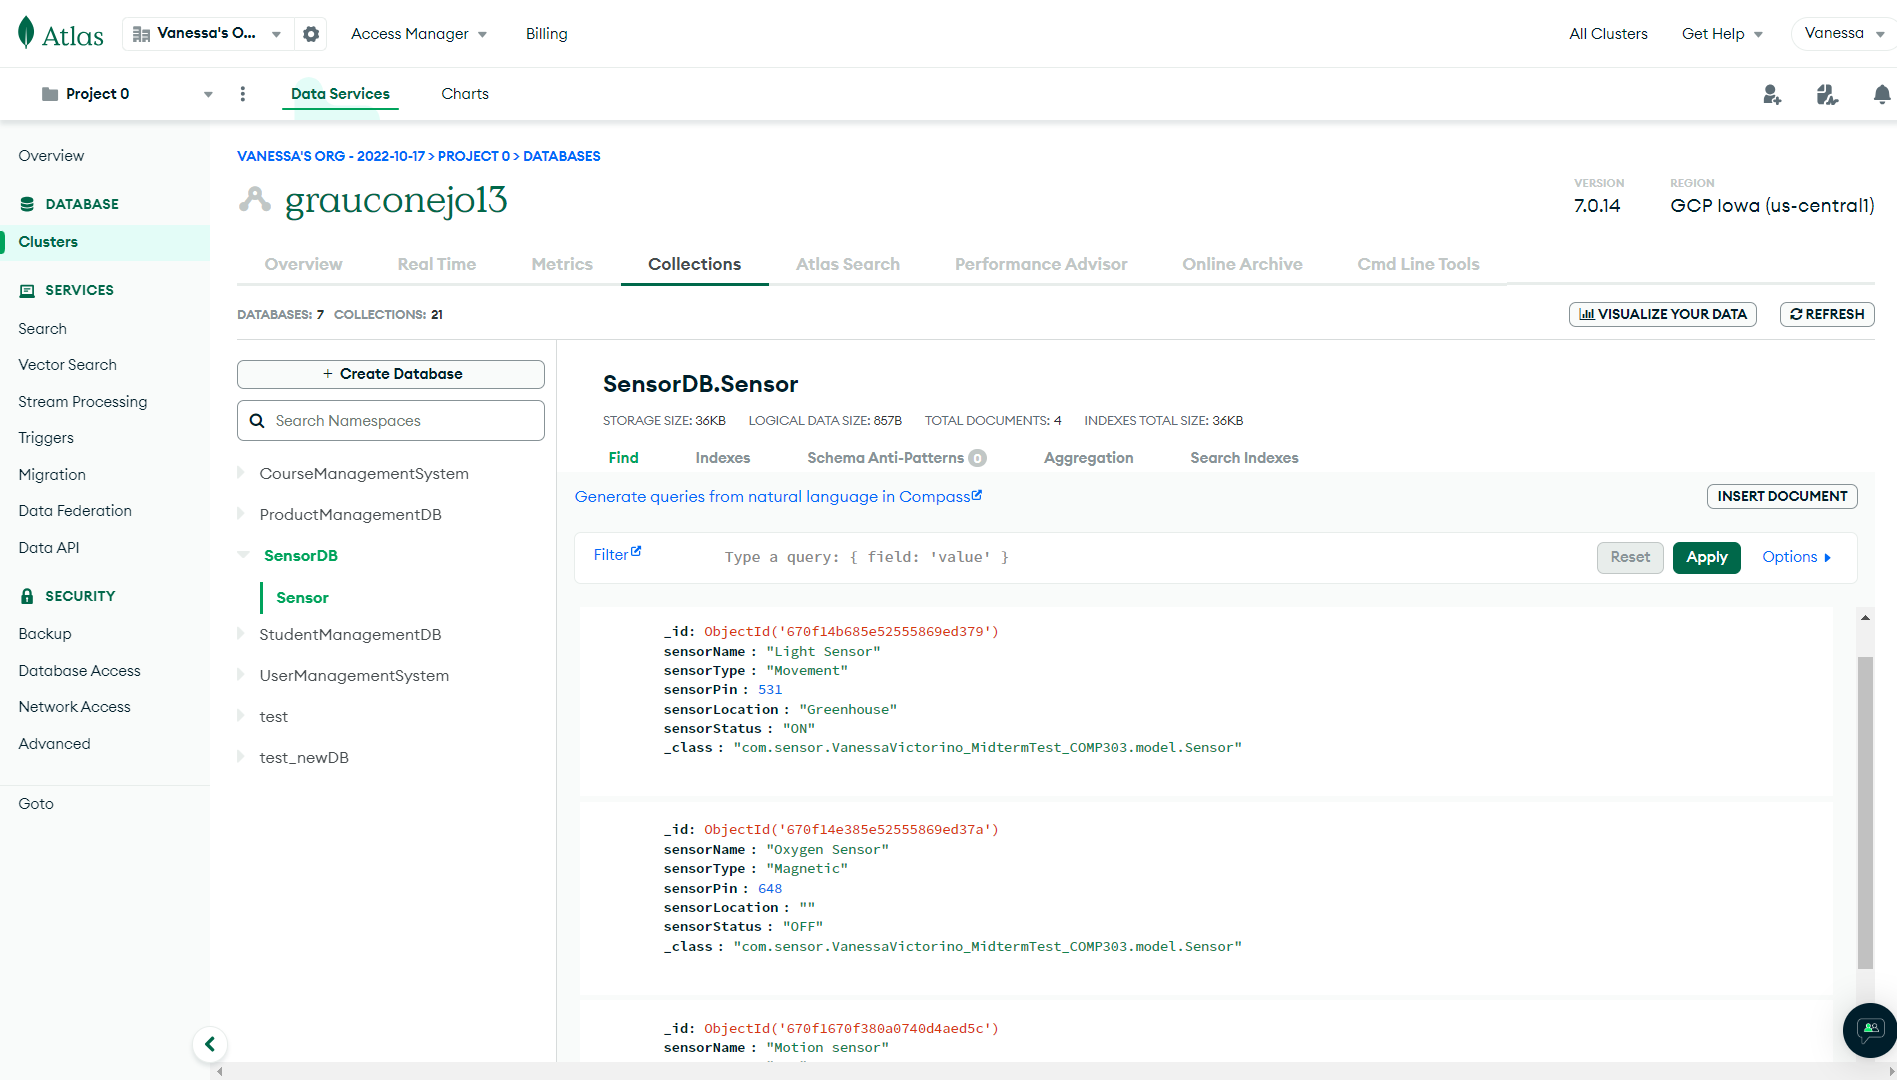 Atlas
Vanessa's O...
Access Manager
Billing
All Clusters
Get Help
Vanessa
Project 0
Data Services
Charts
Overview
DATABASE
Clusters
SERVICES
Search
Vector Search
Stream Processing
Triggers
Migration
Data Federation
Data API
SECURITY
Backup
Database Access
Network Access
Advanced
Goto
VANESSA'S ORG - 2022-10-17 > PROJECT 0 > DATABASES
grauconejo13
VERSION
7.0.14
REGION
GCP Iowa (us-central1)
Overview
Real Time
Metrics
Collections
Atlas Search
Performance Advisor
Online Archive
Cmd Line Tools
DATABASES: 7 COLLECTIONS: 21
VISUALIZE YOUR DATA
REFRESH
+ Create Database
Search Namespaces
CourseManagementSystem
ProductManagementDB
SensorDB
Sensor
StudentManagementDB
UserManagementSystem
test
test_newDB
SensorDB.Sensor
STORAGE SIZE: 36KB LOGICAL DATA SIZE: 857B TOTAL DOCUMENTS: 4 INDEXES TOTAL SIZE: 36KB
Find
Indexes
Schema Anti-Patterns 0
Aggregation
Search Indexes
Generate queries from natural language in Compass
INSERT DOCUMENT
Filter
Type a query: { field: 'value' }
Reset
Apply
Options
_id: ObjectId('670f14b685e52555869ed379')
sensorName : "Light Sensor"
sensorType : "Movement"
sensorPin : 531
sensorLocation : "Greenhouse"
sensorStatus : "ON"
_class : "com.sensor.VanessaVictorino_MidtermTest_COMP303.model.Sensor"
_id: ObjectId('670f14e385e52555869ed37a')
sensorName : "Oxygen Sensor"
sensorType : "Magnetic"
sensorPin : 648
sensorLocation : ""
sensorStatus : "OFF"
_class : "com.sensor.VanessaVictorino_MidtermTest_COMP303.model.Sensor"
_id: ObjectId('670f1670f380a0740d4aed5c')
sensorName : "Motion sensor"